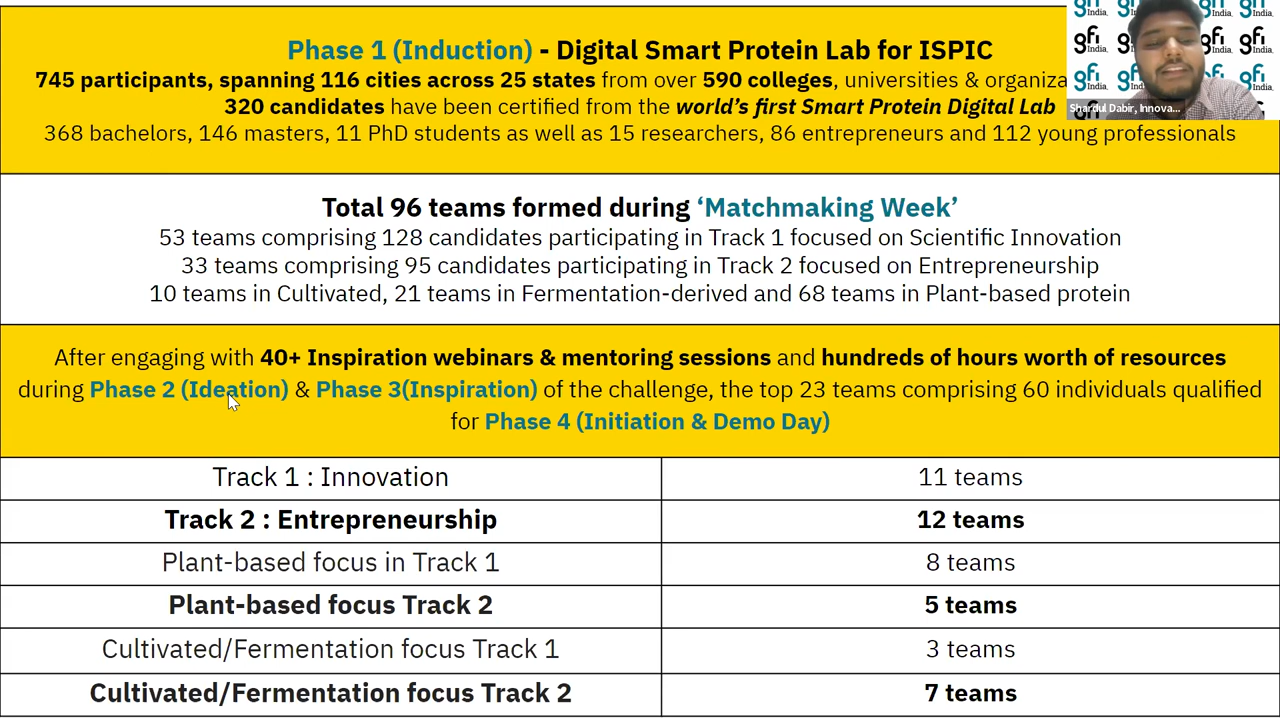 Phase 1 (Induction) - Digital Smart Protein Lab for ISPIC
745 participants, spanning 116 cities across 25 states from over 590 colleges, universities & organiza
320 candidates have been certified from the world's first Smart Protein Digital Lab
368 bachelors, 146 masters, 11 PhD students as well as 15 researchers, 86 entrepreneurs and 112 young professionals
gfi India.
Shardul Dabir, Innova...
Total 96 teams formed during 'Matchmaking Week'
53 teams comprising 128 candidates participating in Track 1 focused on Scientific Innovation
33 teams comprising 95 candidates participating in Track 2 focused on Entrepreneurship
10 teams in Cultivated, 21 teams in Fermentation-derived and 68 teams in Plant-based protein
After engaging with 40+ Inspiration webinars & mentoring sessions and hundreds of hours worth of resources
during Phase 2 (Ideation) & Phase 3(Inspiration) of the challenge, the top 23 teams comprising 60 individuals qualified
for Phase 4 (Initiation & Demo Day)
Track 1 : Innovation 11 teams
Track 2 : Entrepreneurship 12 teams
Plant-based focus in Track 1 8 teams
Plant-based focus Track 2 5 teams
Cultivated/Fermentation focus Track 1 3 teams
Cultivated/Fermentation focus Track 2 7 teams